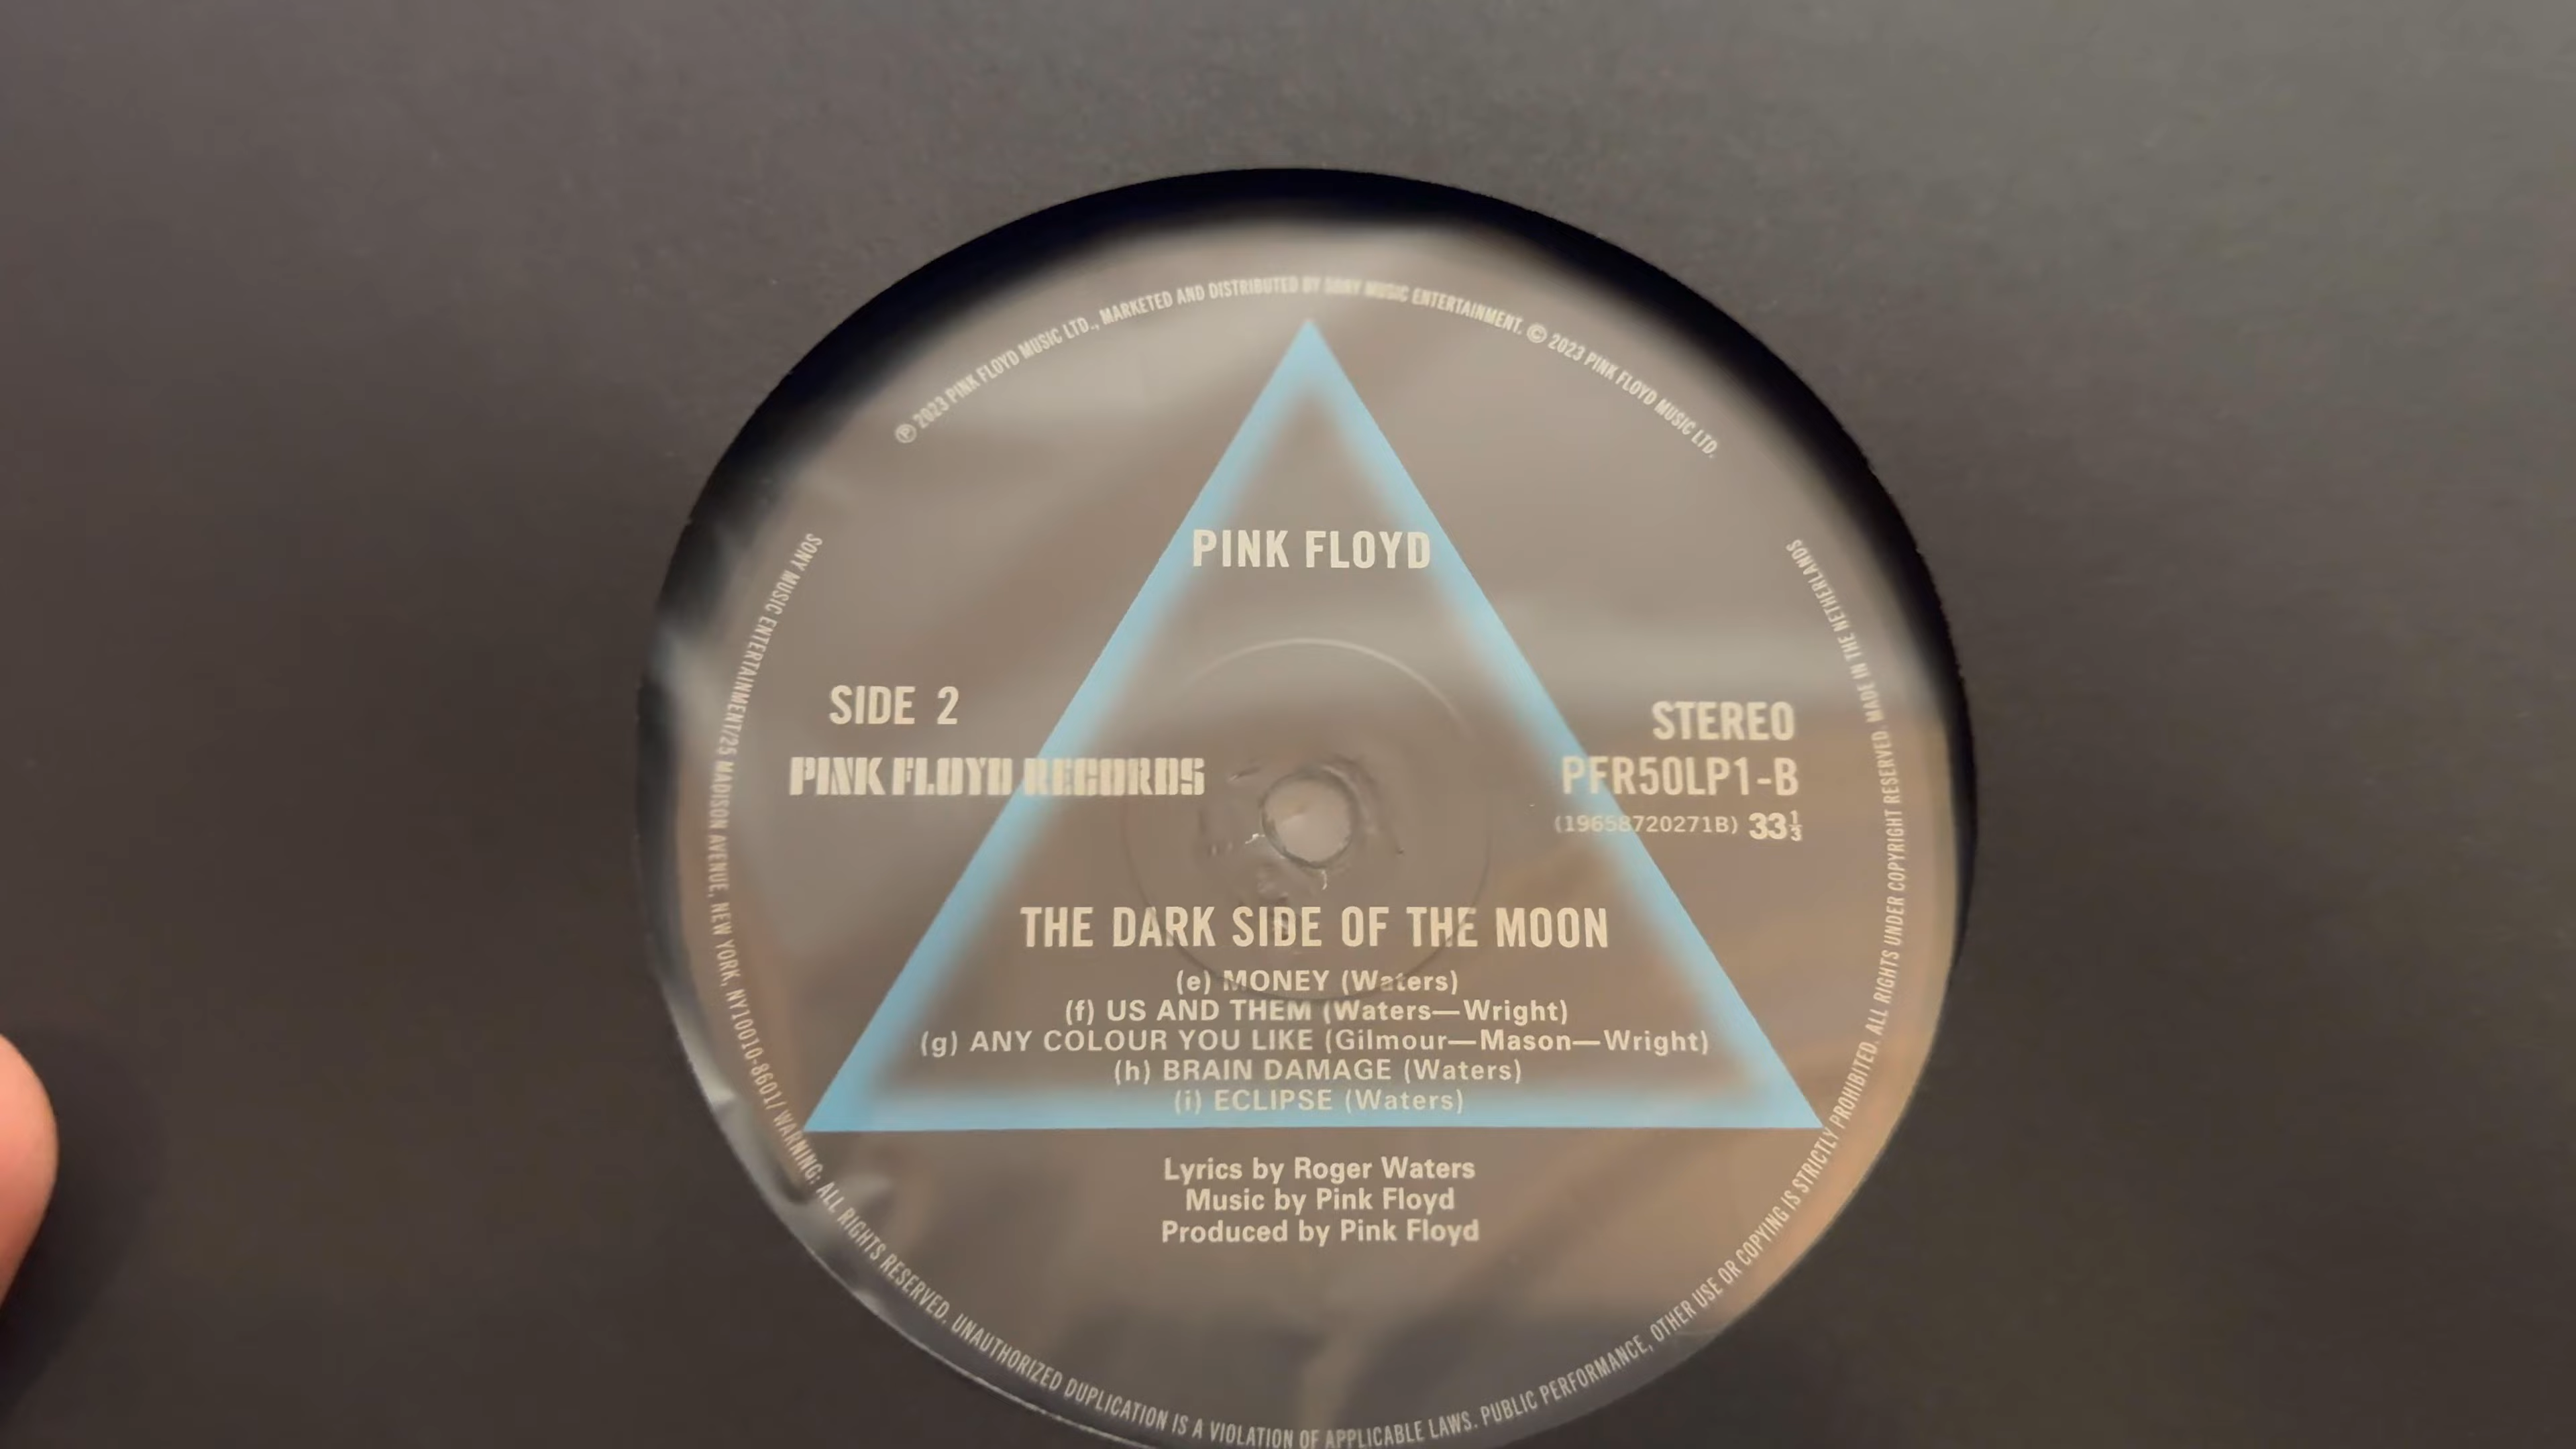 ℗ 2023 PINK FLOYD MUSIC LTD., MARKETED AND DISTRIBUTED BY SONY MUSIC ENTERTAINMENT. © 2023 PINK FLOYD MUSIC LTD.
PINK FLOYD
SIDE 2
PINK FLOYD RECORDS
STEREO
PFR50LP1-B
(19658720271B) 33⅓
THE DARK SIDE OF THE MOON
(e) MONEY (Waters)
(f) US AND THEM (Waters—Wright)
(g) ANY COLOUR YOU LIKE (Gilmour—Mason—Wright)
(h) BRAIN DAMAGE (Waters)
(i) ECLIPSE (Waters)
Lyrics by Roger Waters
Music by Pink Floyd
Produced by Pink Floyd
SONY MUSIC ENTERTAINMENT/25 MADISON AVENUE, NEW YORK, NY10010-8601/ WARNING: ALL RIGHTS RESERVED. UNAUTHORIZED DUPLICATION IS A VIOLATION OF APPLICABLE LAWS. PUBLIC PERFORMANCE, OTHER USE OR COPYING IS STRICTLY PROHIBITED. ALL RIGHTS UNDER COPYRIGHT RESERVED. MADE IN THE NETHERLANDS